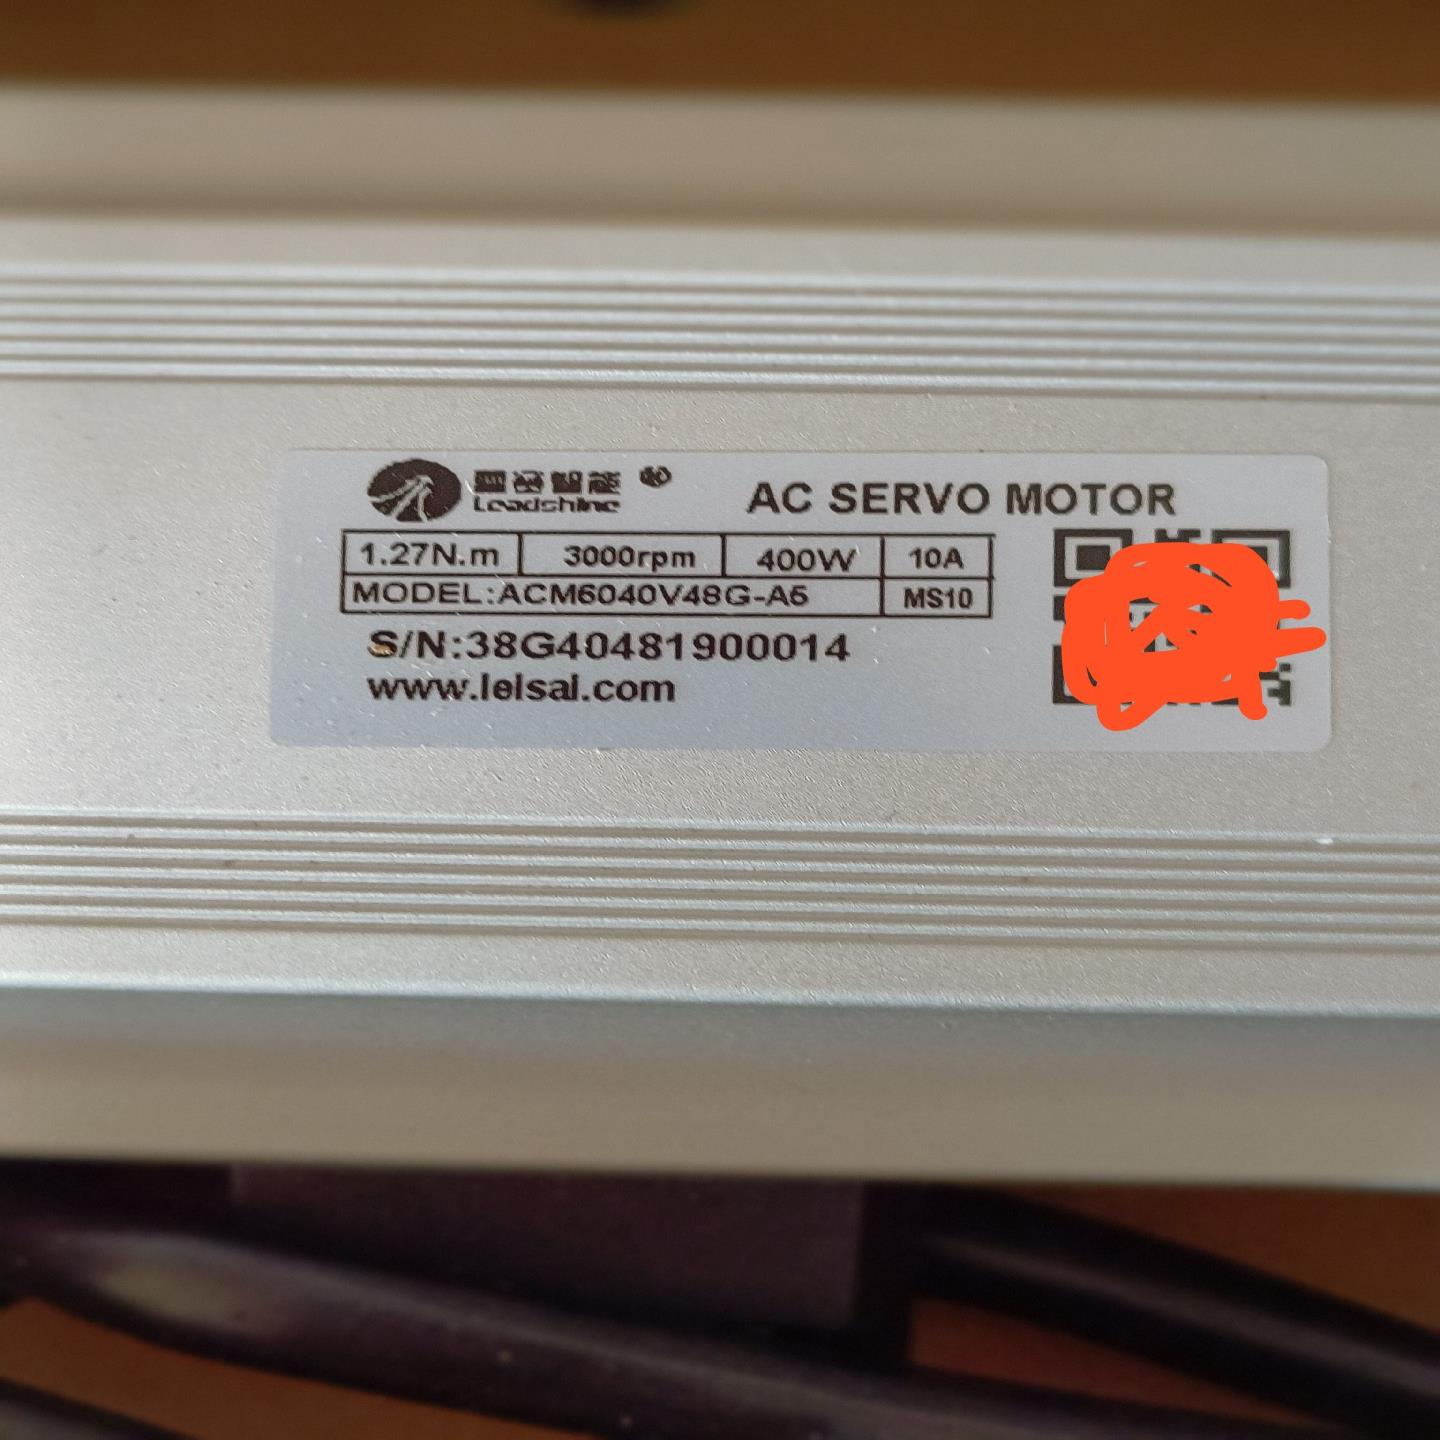 雷赛智能 Leadshine
AC SERVO MOTOR
1.27N.m 3000rpm 400W 10A
MODEL:ACM6040V48G-A5 MS10
S/N:38G40481900014
www.leisai.com